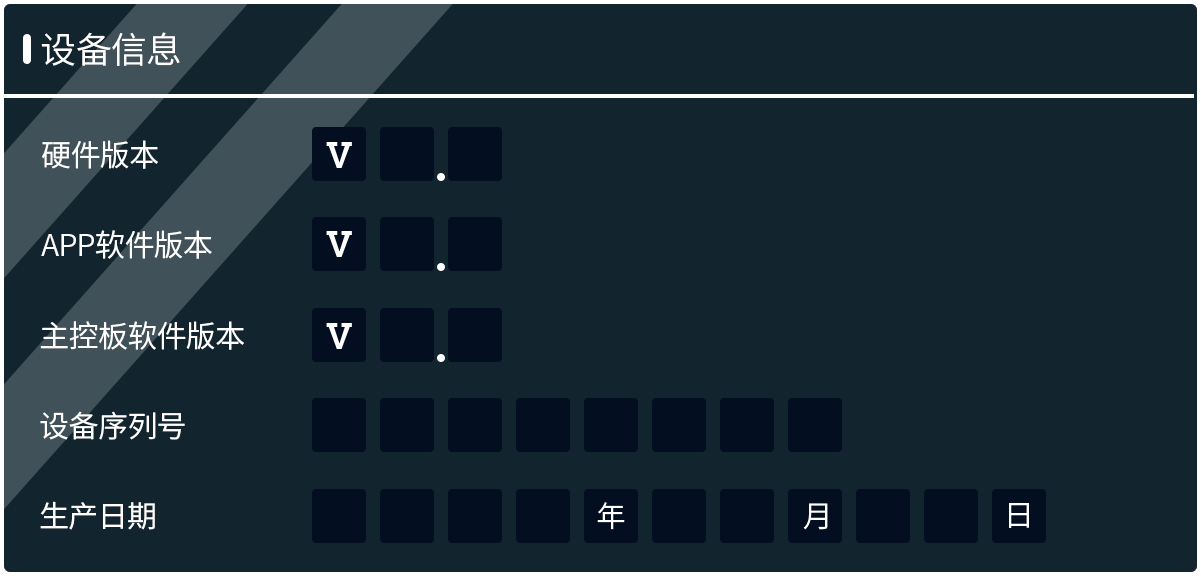 设备信息
硬件版本 V .
APP软件版本 V .
主控板软件版本 V .
设备序列号
生产日期 年 月 日